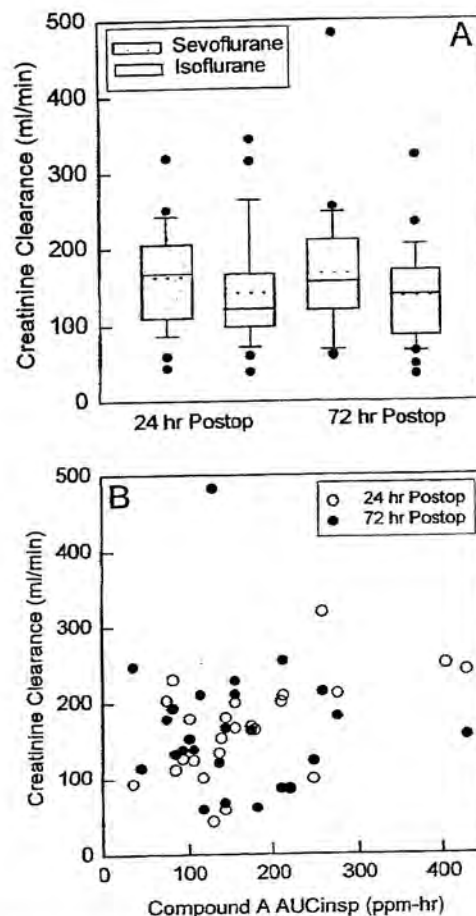 A
Sevoflurane
Isoflurane
500
400
300
200
100
0
Creatinine Clearance (ml/min)
24 hr Postop 72 hr Postop
B
24 hr Postop
72 hr Postop
500
400
300
200
100
0
Creatinine Clearance (ml/min)
0 100 200 300 400
Compound A AUCinsp (ppm-hr)